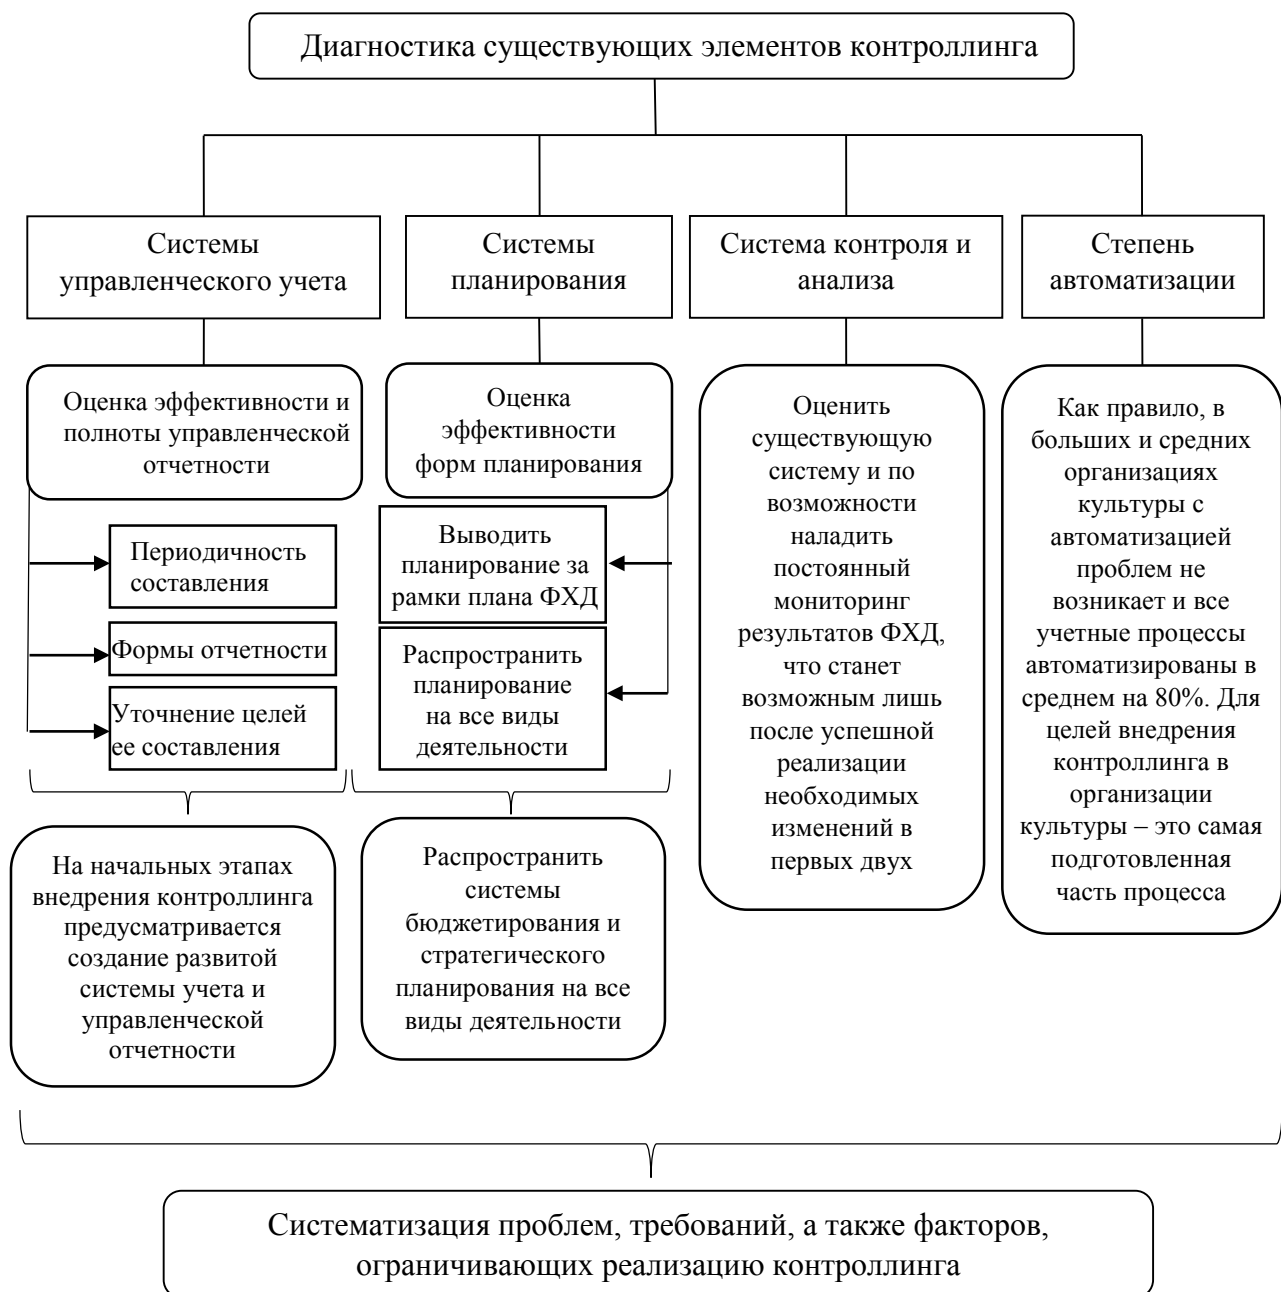 Диагностика существующих элементов контроллинга
Системы
управленческого учета
Системы
планирования
Система контроля и
анализа
Степень
автоматизации
Оценка эффективности и
полноты управленческой
отчетности
Оценка
эффективности
форм планирования
Оценить
существующую
систему и по
возможности
наладить
постоянный
мониторинг
результатов ФХД,
что станет
возможным лишь
после успешной
реализации
необходимых
изменений в
первых двух
Как правило, в
больших и средних
организациях
культуры с
автоматизацией
проблем не
возникает и все
учетные процессы
автоматизированы в
среднем на 80%. Для
целей внедрения
контроллинга в
организации
культуры – это самая
подготовленная
часть процесса
Периодичность
составления
Формы отчетности
Уточнение целей
ее составления
Выводить
планирование за
рамки плана ФХД
Распространить
планирование
на все виды
деятельности
На начальных этапах
внедрения контроллинга
предусматривается
создание развитой
системы учета и
управленческой
отчетности
Распространить
системы
бюджетирования и
стратегического
планирования на все
виды деятельности
Систематизация проблем, требований, а также факторов,
ограничивающих реализацию контроллинга